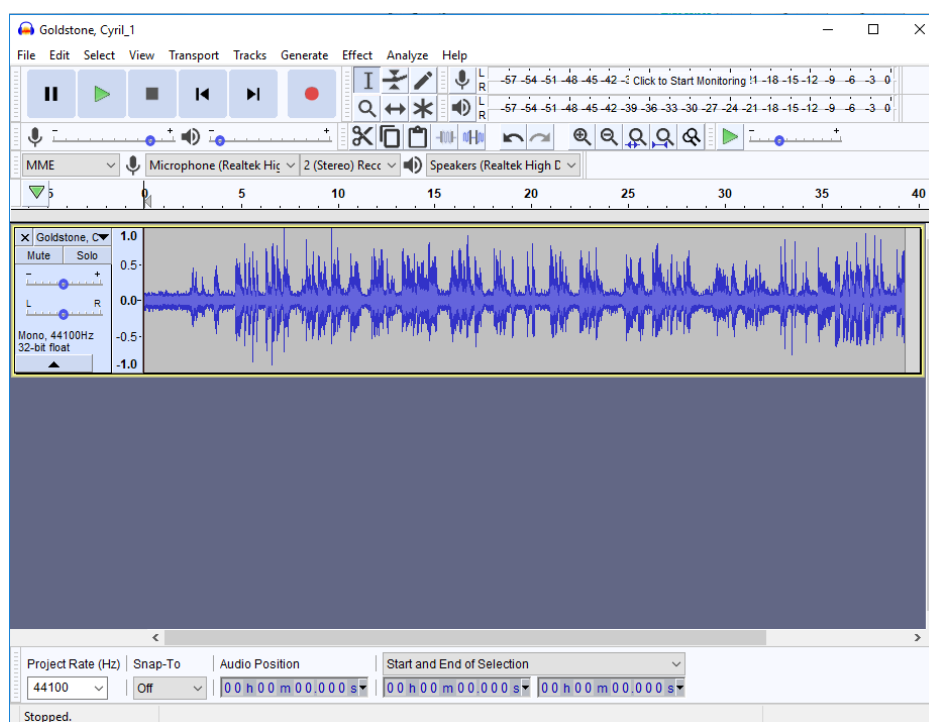 Goldstone, Cyril_1
File Edit Select View Transport Tracks Generate Effect Analyze Help
L
R
-57 -54 -51 -48 -45 -42 -3 Click to Start Monitoring !1 -18 -15 -12 -9 -6 -3 0
L
R
-57 -54 -51 -48 -45 -42 -39 -36 -33 -30 -27 -24 -21 -18 -15 -12 -9 -6 -3 0
- + - + - +
MME Microphone (Realtek Hig 2 (Stereo) Recc Speakers (Realtek High D
5 0 5 10 15 20 25 30 35 40
X Goldstone, C 1.0
Mute Solo
- + 0.5-
L R 0.0-
Mono, 44100Hz -0.5-
32-bit float
-1.0
Project Rate (Hz) Snap-To Audio Position Start and End of Selection
44100 Off 00 h 00 m 00.000 s 00 h 00 m 00.000 s 00 h 00 m 00.000 s
Stopped.